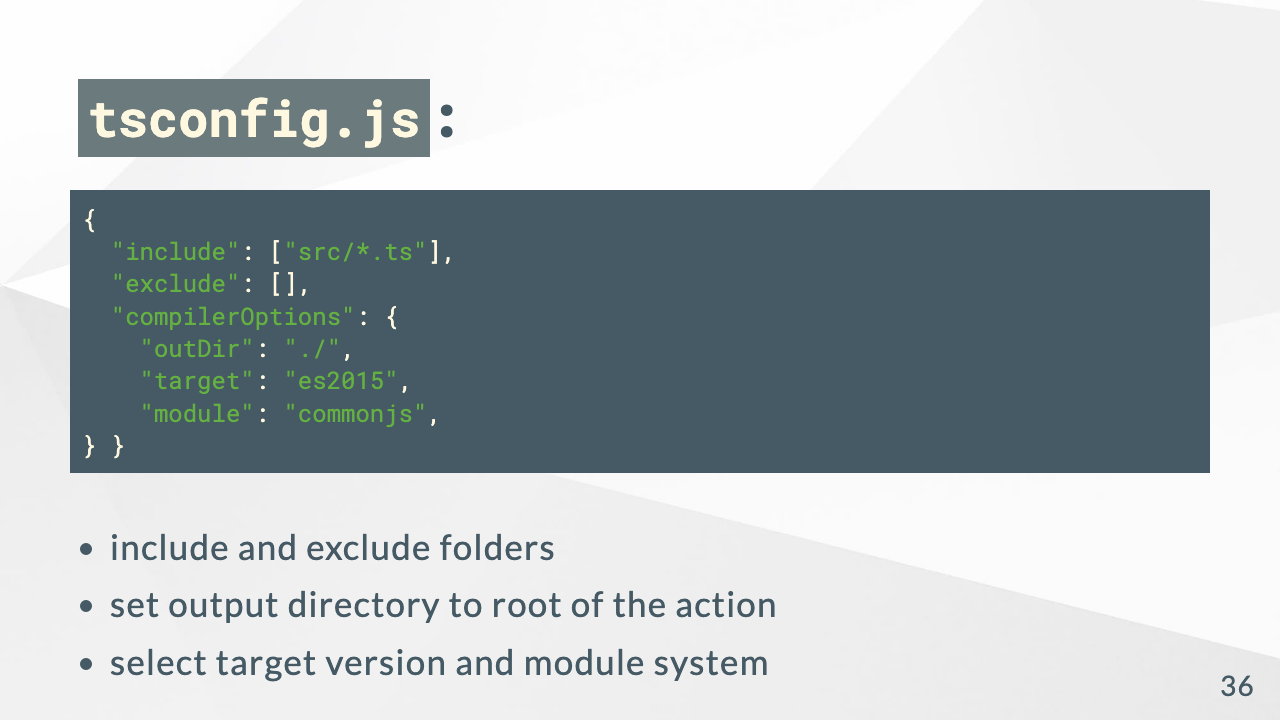 tsconfig.js:
{
  "include": ["src/*.ts"],
  "exclude": [],
  "compilerOptions": {
    "outDir": "./",
    "target": "es2015",
    "module": "commonjs",
} }
• include and exclude folders
• set output directory to root of the action
• select target version and module system
36